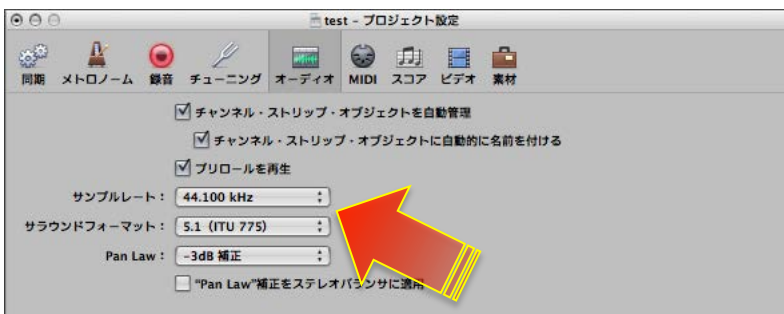 test – プロジェクト設定
同期 メトロノーム 録音 チューニング オーディオ MIDI スコア ビデオ 素材
チャンネル・ストリップ・オブジェクトを自動管理
チャンネル・ストリップ・オブジェクトに自動的に名前を付ける
プリロールを再生
サンプルレート： 44.100 kHz
サラウンドフォーマット： 5.1（ITU 775）
Pan Law： -3dB 補正
“Pan Law”補正をステレオバランサに適用